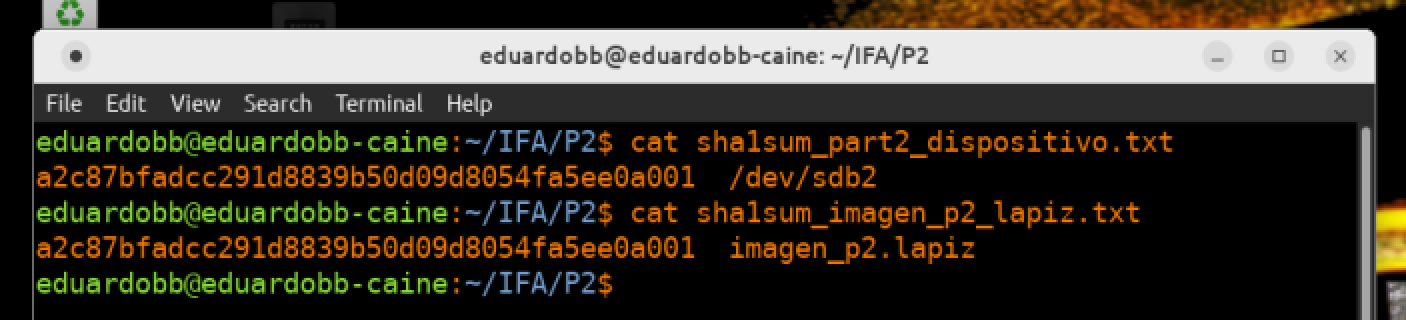 eduardobb@eduardobb-caine: ~/IFA/P2
File Edit View Search Terminal Help
eduardobb@eduardobb-caine:~/IFA/P2$ cat sha1sum_part2_dispositivo.txt
a2c87bfadcc291d8839b50d09d8054fa5ee0a001  /dev/sdb2
eduardobb@eduardobb-caine:~/IFA/P2$ cat sha1sum_imagen_p2_lapiz.txt
a2c87bfadcc291d8839b50d09d8054fa5ee0a001  imagen_p2.lapiz
eduardobb@eduardobb-caine:~/IFA/P2$